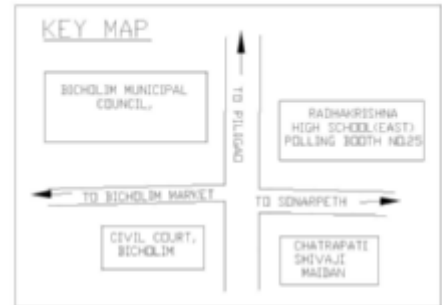 KEY MAP
BICHOLIM MUNICIPAL
COUNCIL,
TO PILIGAO
RADHAKRISHNA
HIGH SCHOOL(EAST)
POLLING BOOTH NO.25
TO BICHOLIM MARKET
TO SONARPETH
CIVIL COURT,
BICHOLIM
CHATRAPATI
SHIVAJI
MAIDAN